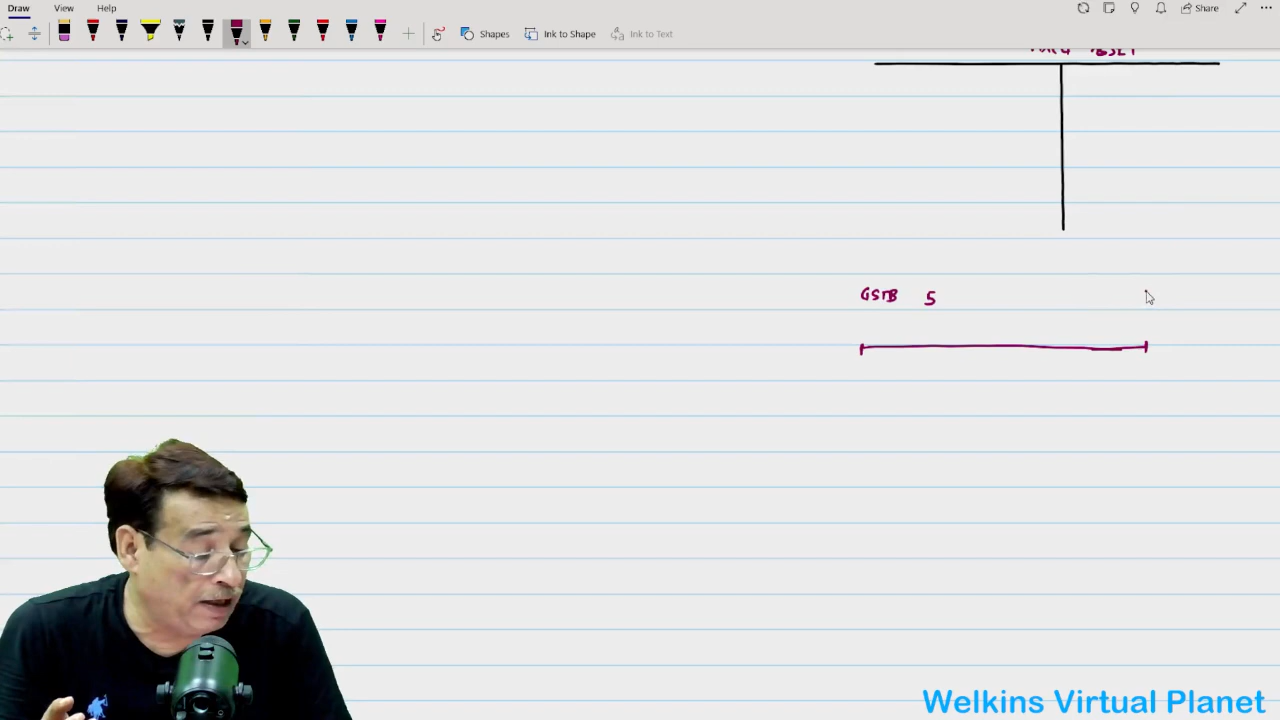 Draw View Help Share
Shapes Ink to Shape Ink to Text
GSTB 5
Welkins Virtual Planet